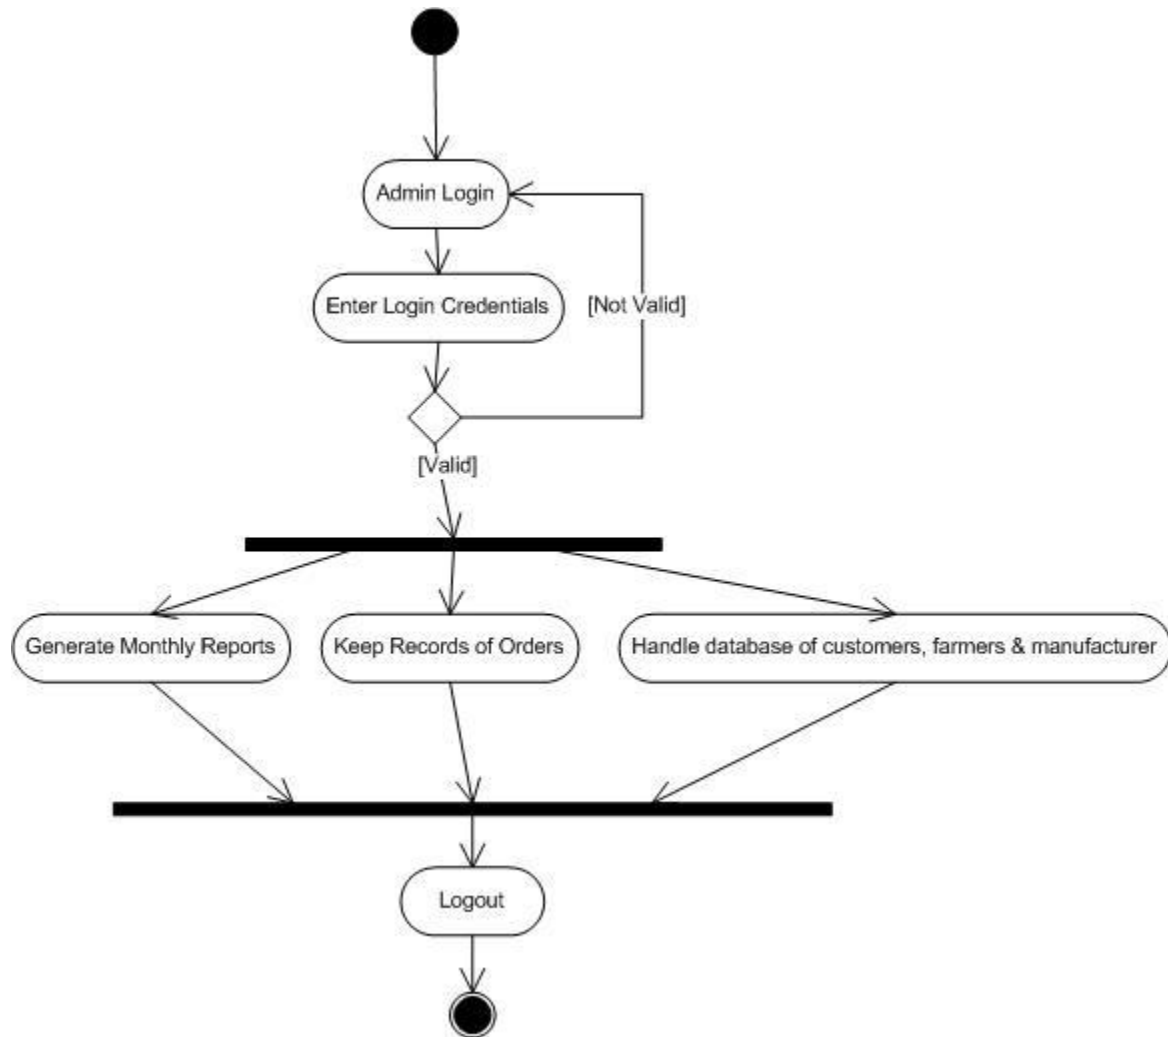 Admin Login
Enter Login Credentials
[Not Valid]
[Valid]
Generate Monthly Reports
Keep Records of Orders
Handle database of customers, farmers & manufacturer
Logout